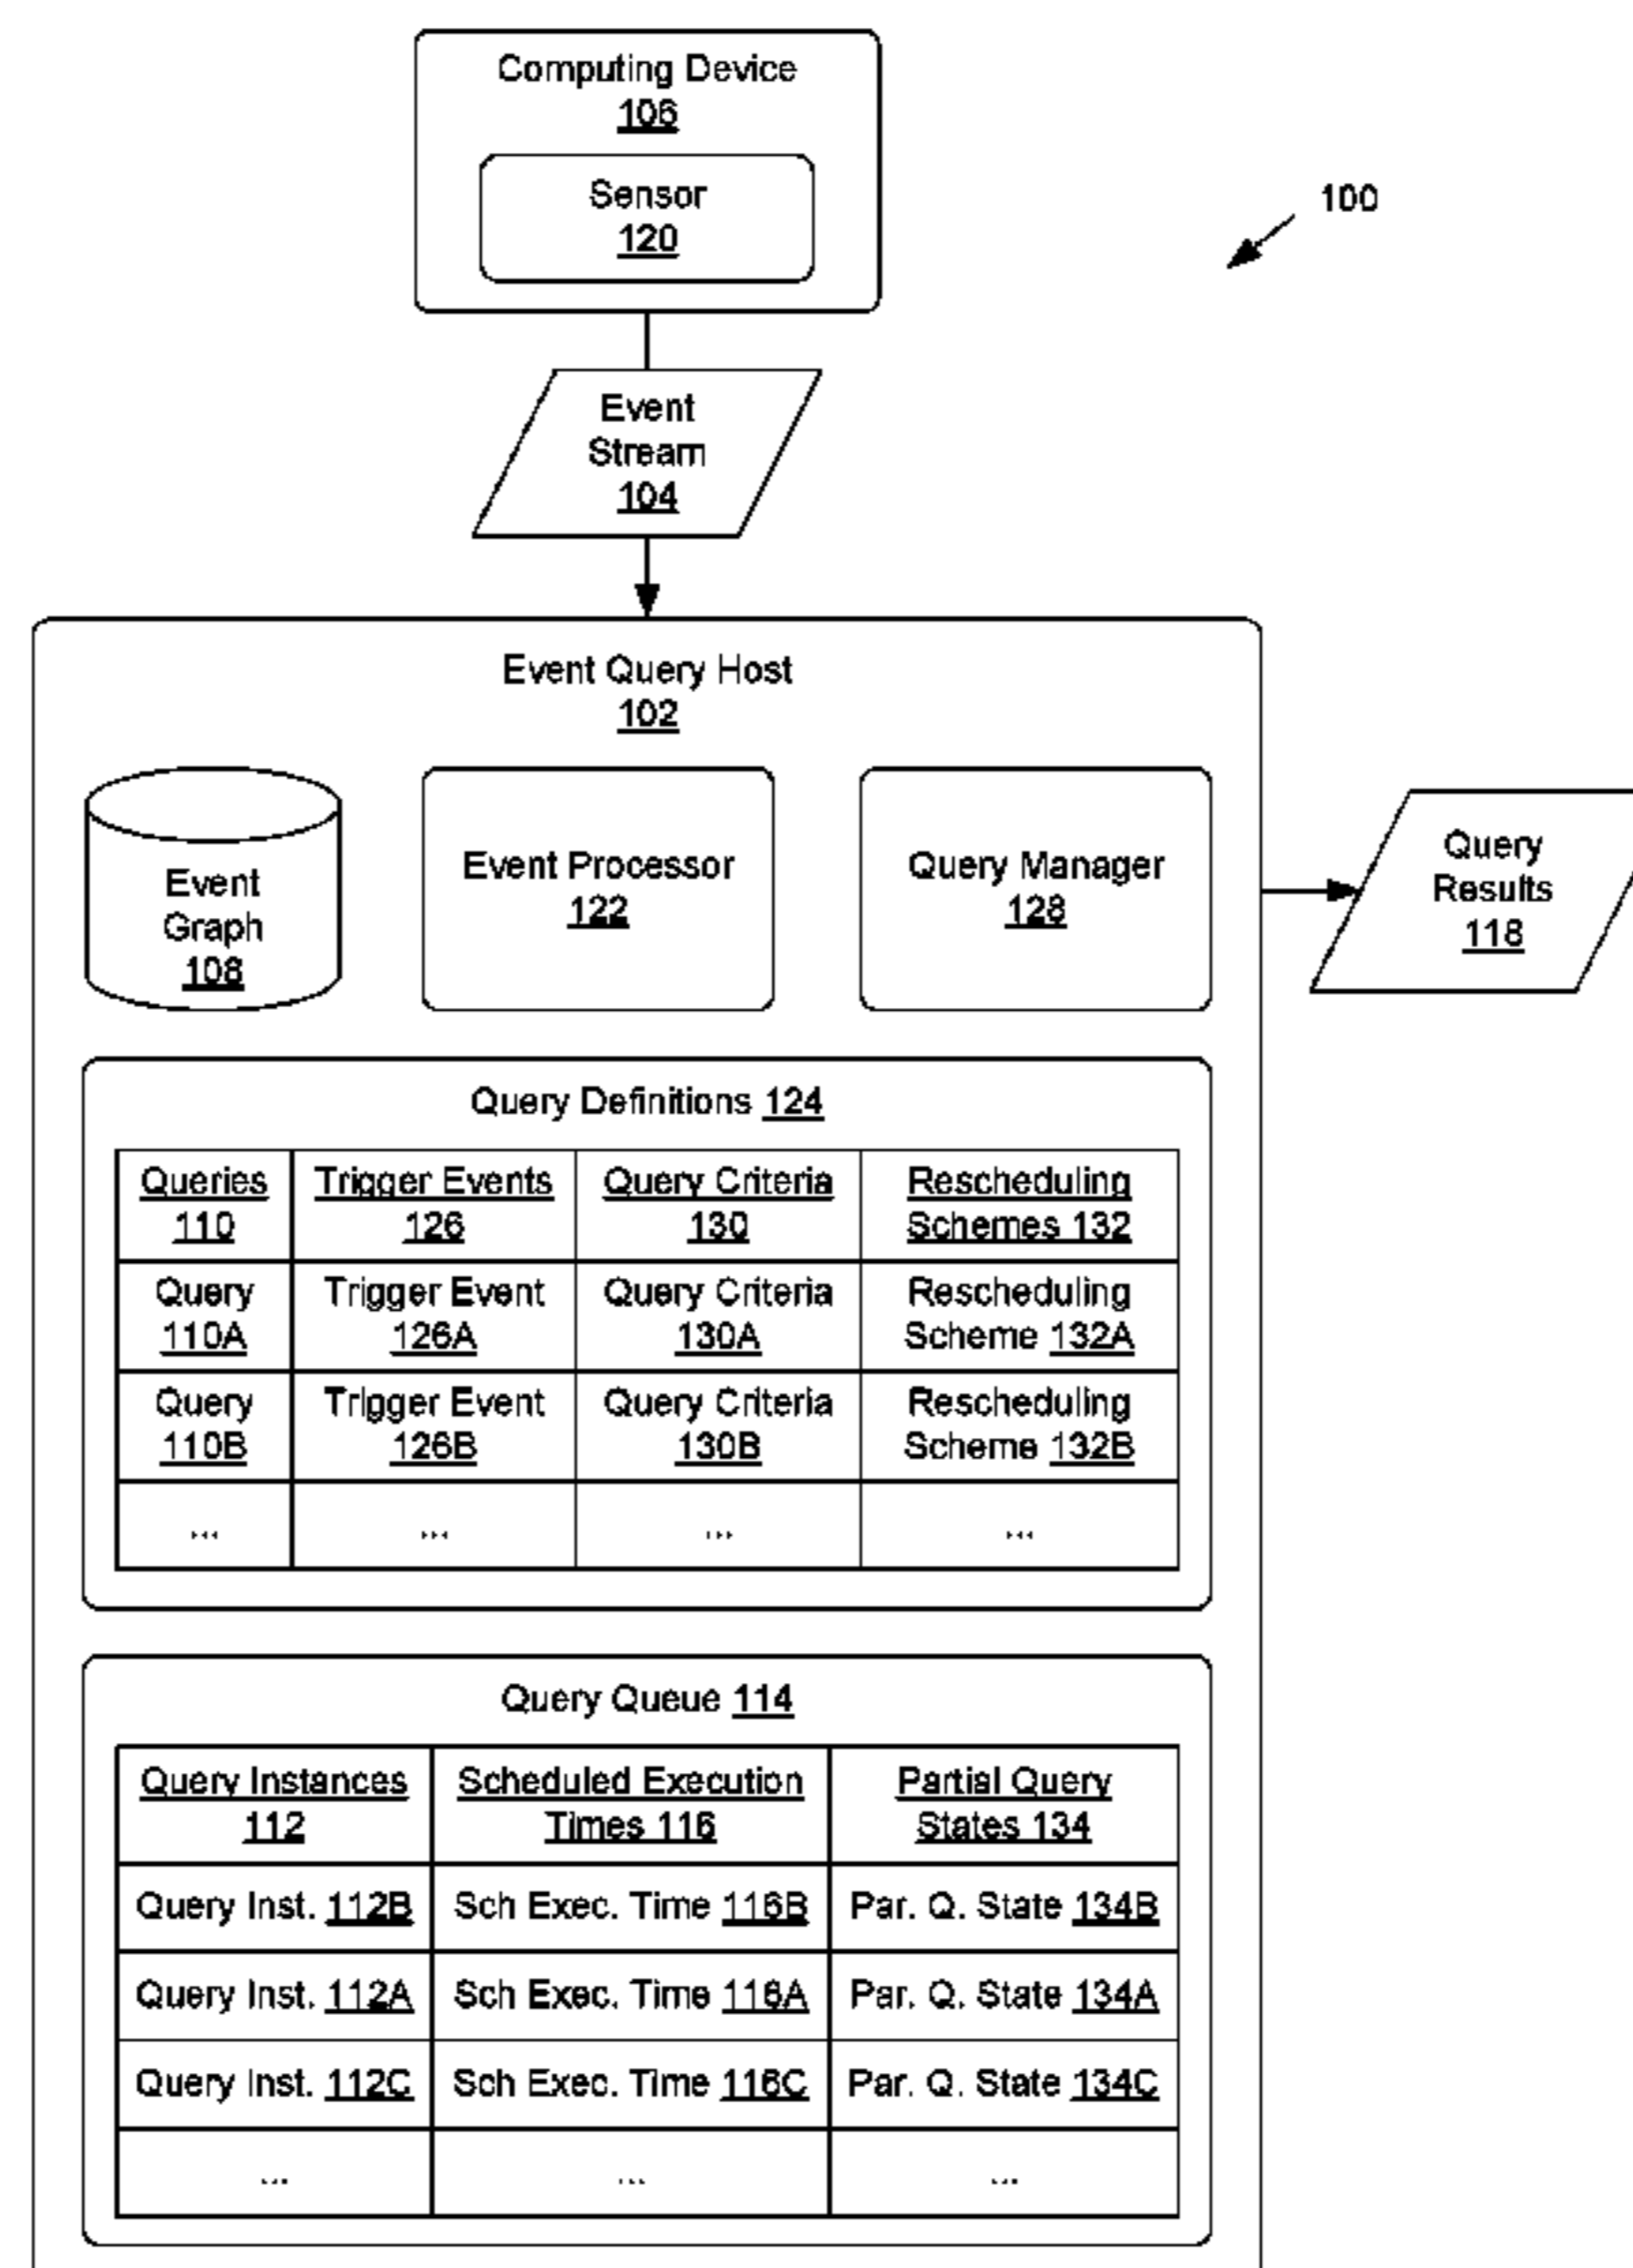 Computing Device
106
Sensor
120
100
Event
Stream
104
Event Query Host
102
Event
Graph
108
Event Processor
122
Query Manager
128
Query
Results
118
Query Definitions 124
Queries
110
Trigger Events
126
Query Criteria
130
Rescheduling
Schemes 132
Query
110A
Trigger Event
126A
Query Criteria
130A
Rescheduling
Scheme 132A
Query
110B
Trigger Event
126B
Query Criteria
130B
Rescheduling
Scheme 132B
... ... ... ...
Query Queue 114
Query Instances
112
Scheduled Execution
Times 116
Partial Query
States 134
Query Inst. 112B Sch Exec. Time 116B Par. Q. State 134B
Query Inst. 112A Sch Exec. Time 116A Par. Q. State 134A
Query Inst. 112C Sch Exec. Time 116C Par. Q. State 134C
... ... ...